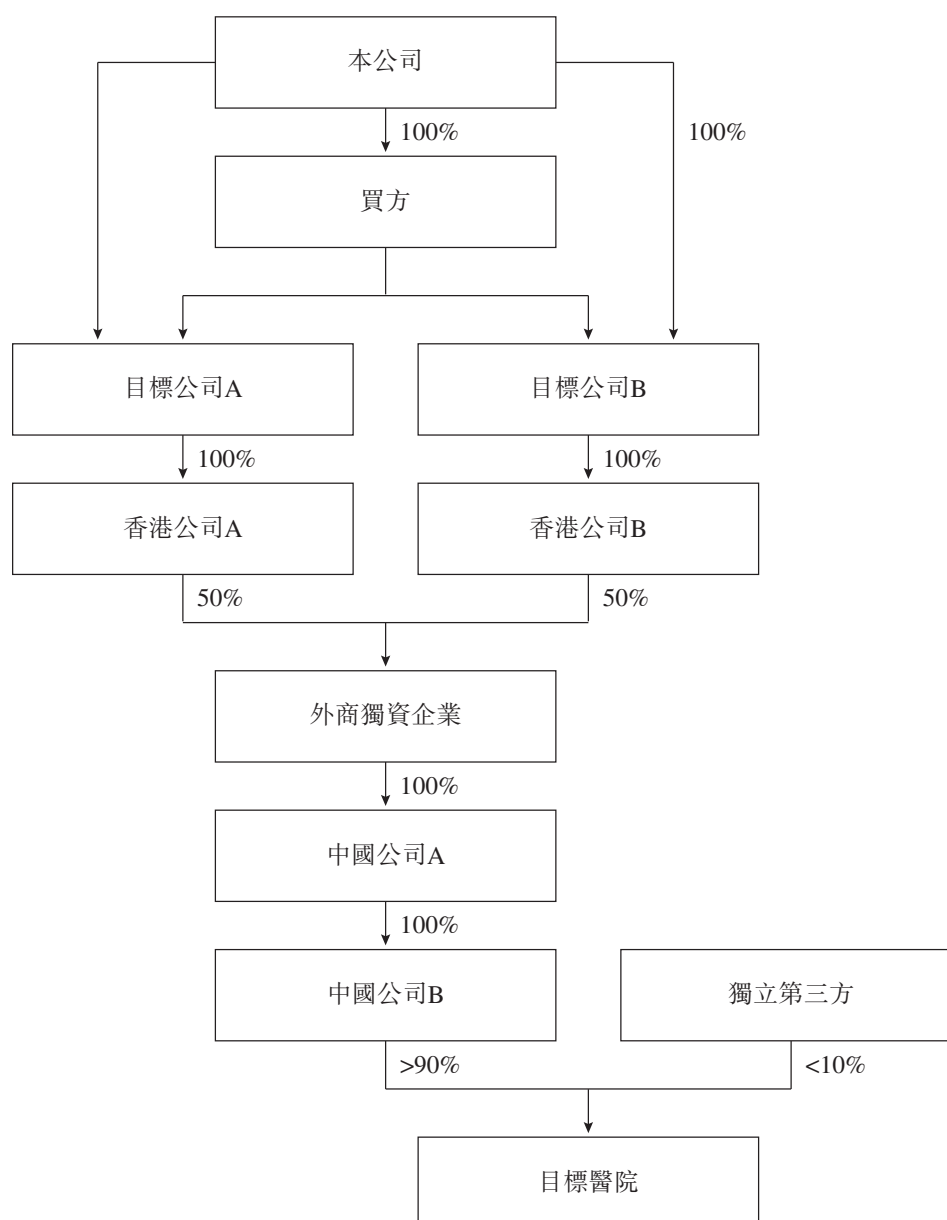 本公司
100%
100%
買方
目標公司A
目標公司B
100%
100%
香港公司A
香港公司B
50%
50%
外商獨資企業
100%
中國公司A
100%
中國公司B
獨立第三方
>90%
<10%
目標醫院